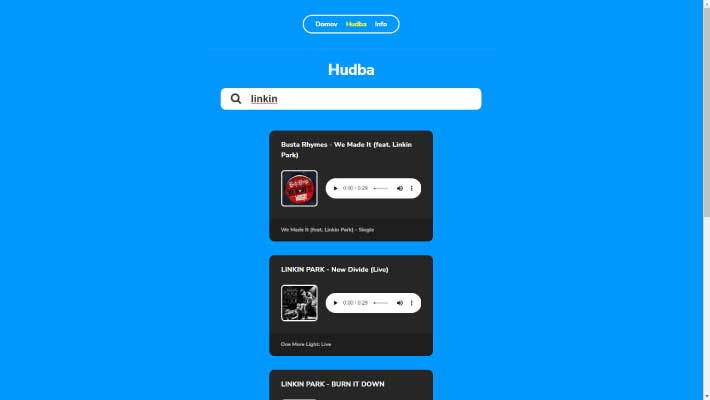 Domov Hudba Info
Hudba
linkin
Busta Rhymes - We Made It (feat. Linkin
Park)
0:00 / 0:29
We Made It (feat. Linkin Park) - Single
LINKIN PARK - New Divide (Live)
0:00 / 0:29
One More Light: Live
LINKIN PARK - BURN IT DOWN